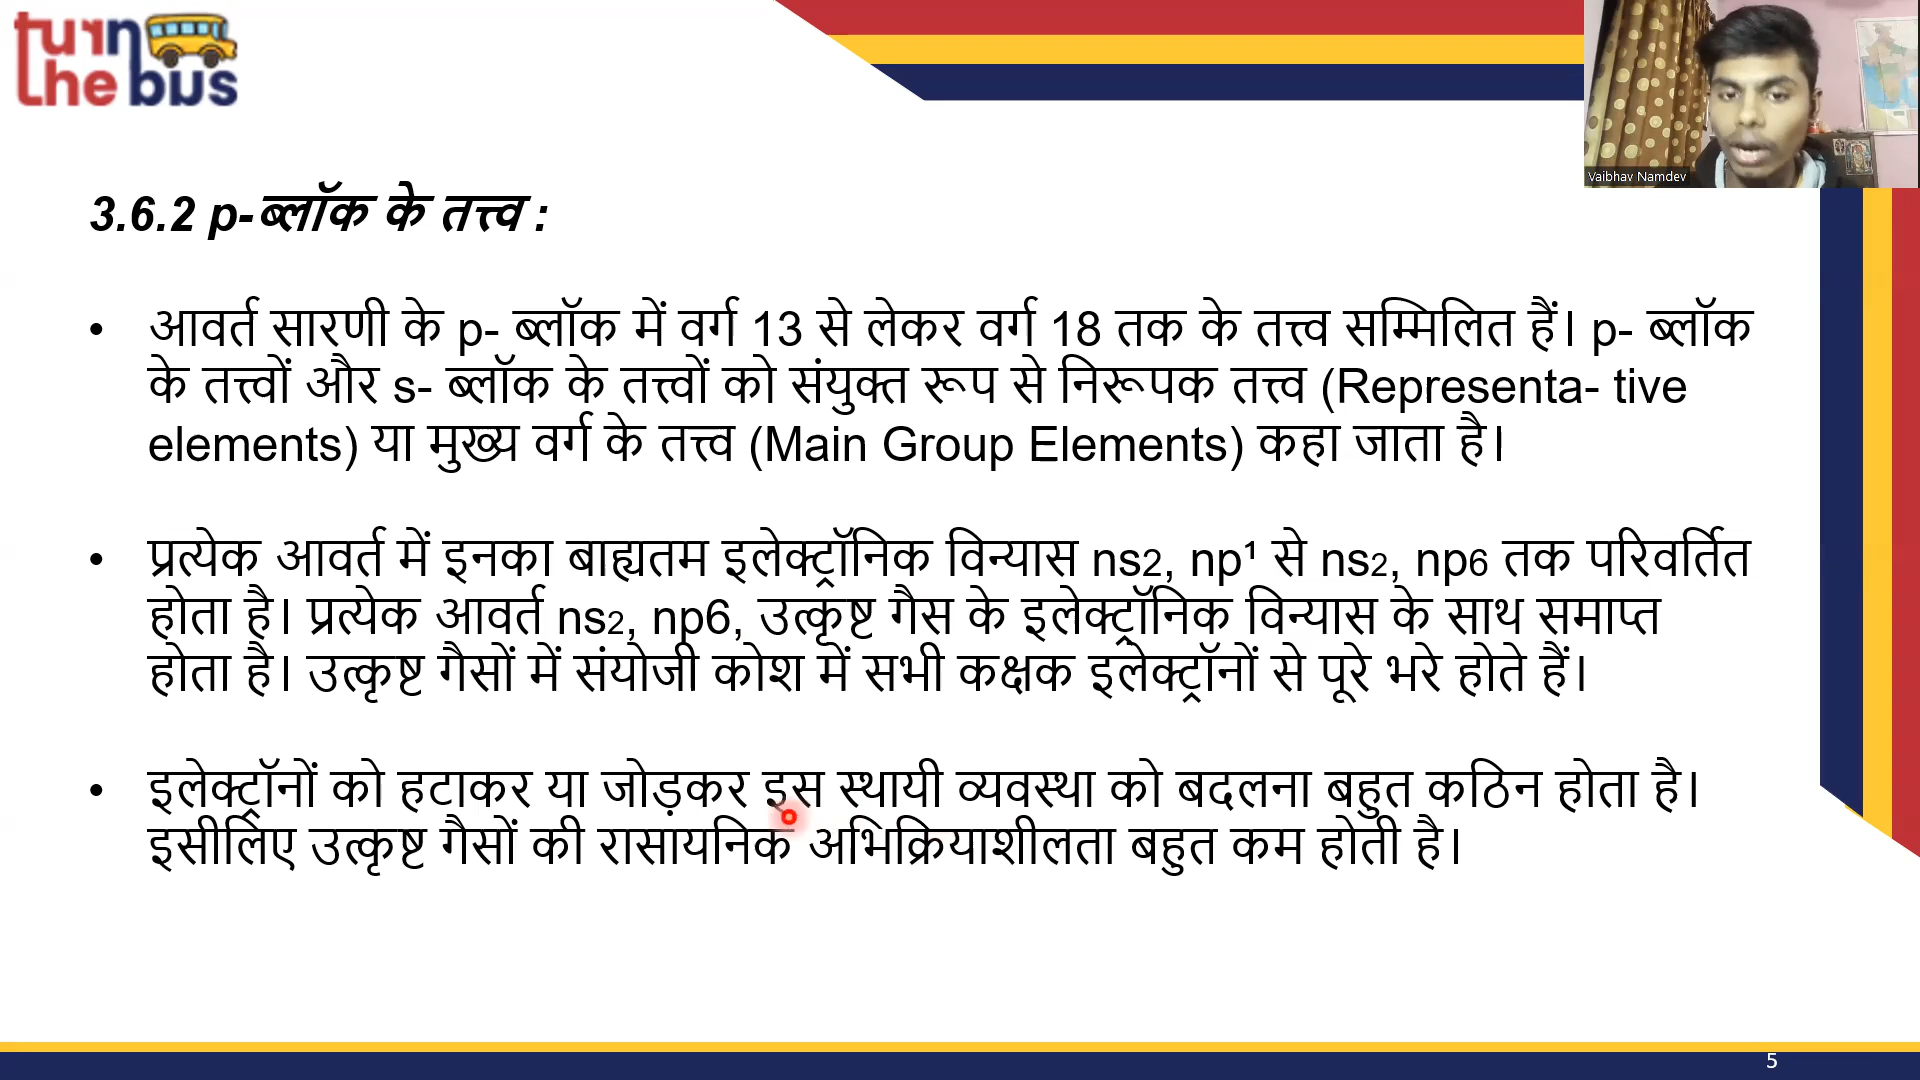 turn
the bus
Vaibhav Namdev
3.6.2 p-ब्लॉक के तत्त्व :
• आवर्त सारणी के p- ब्लॉक में वर्ग 13 से लेकर वर्ग 18 तक के तत्त्व सम्मिलित हैं। p- ब्लॉक
के तत्त्वों और s- ब्लॉक के तत्त्वों को संयुक्त रूप से निरूपक तत्त्व (Representa- tive
elements) या मुख्य वर्ग के तत्त्व (Main Group Elements) कहा जाता है।
• प्रत्येक आवर्त में इनका बाह्यतम इलेक्ट्रॉनिक विन्यास ns2, np¹ से ns2, np6 तक परिवर्तित
होता है। प्रत्येक आवर्त ns2, np6, उत्कृष्ट गैस के इलेक्ट्रॉनिक विन्यास के साथ समाप्त
होता है। उत्कृष्ट गैसों में संयोजी कोश में सभी कक्षक इलेक्ट्रॉनों से पूरे भरे होते हैं।
• इलेक्ट्रॉनों को हटाकर या जोड़कर इस स्थायी व्यवस्था को बदलना बहुत कठिन होता है।
इसीलिए उत्कृष्ट गैसों की रासायनिक अभिक्रियाशीलता बहुत कम होती है।
5